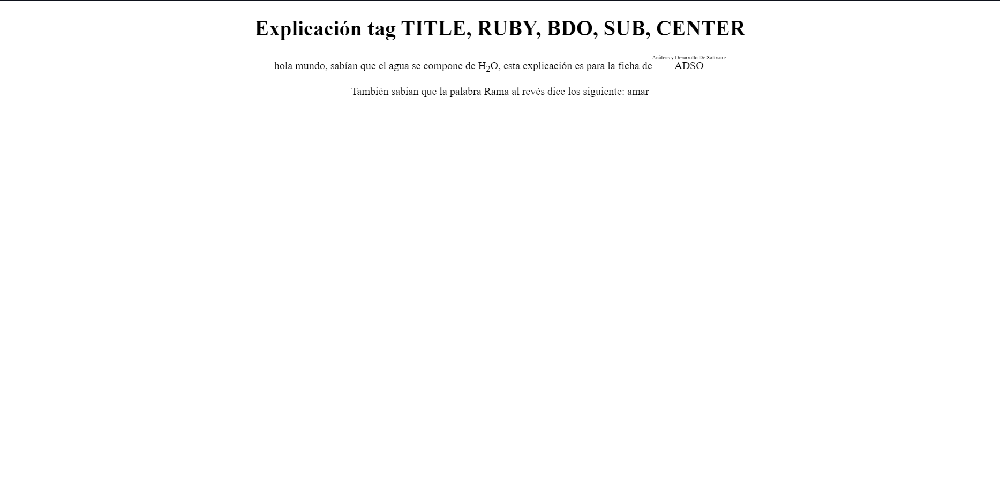 Explicación tag TITLE, RUBY, BDO, SUB, CENTER
Análisis y Desarrollo De Software
hola mundo, sabían que el agua se compone de H₂O, esta explicación es para la ficha de ADSO
También sabian que la palabra Rama al revés dice los siguiente: amar